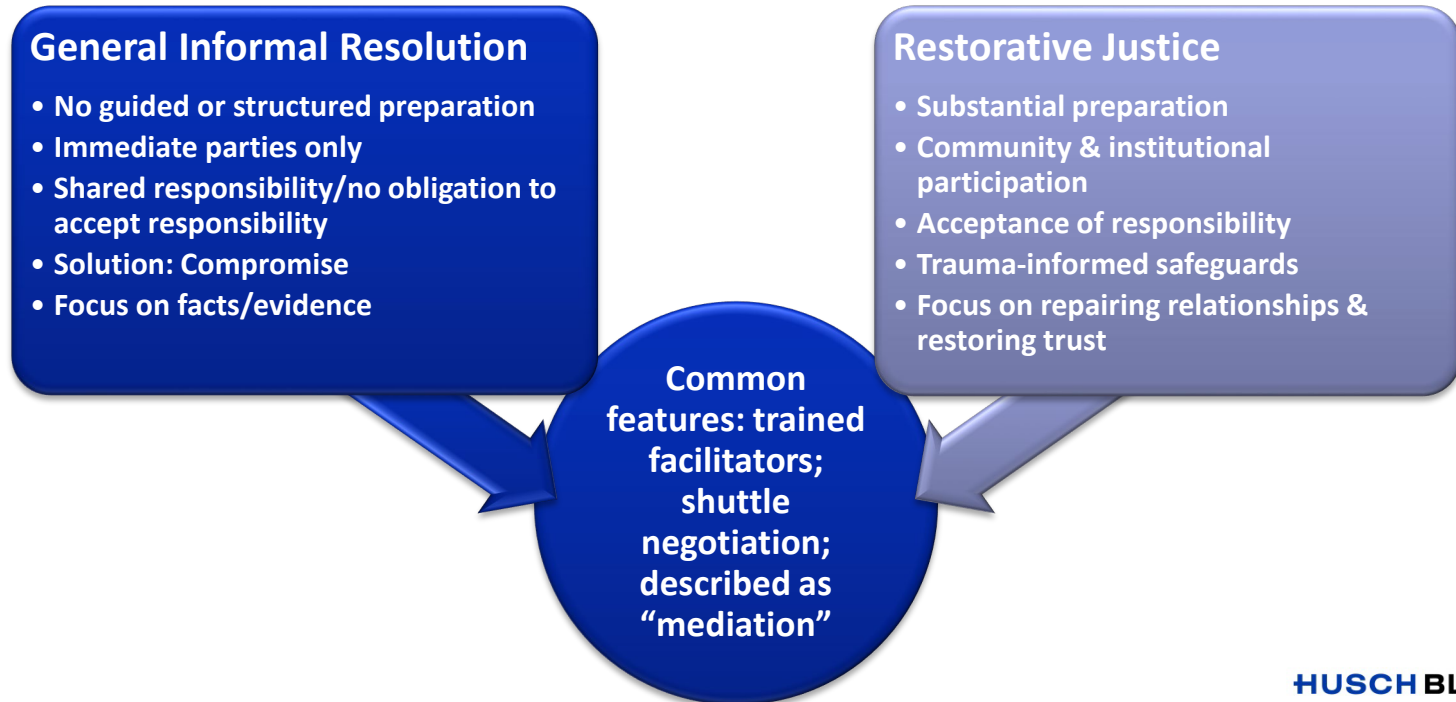 General Informal Resolution
• No guided or structured preparation
• Immediate parties only
• Shared responsibility/no obligation to
accept responsibility
• Solution: Compromise
• Focus on facts/evidence
Restorative Justice
• Substantial preparation
• Community & institutional
participation
• Acceptance of responsibility
• Trauma-informed safeguards
• Focus on repairing relationships &
restoring trust
Common
features: trained
facilitators;
shuttle
negotiation;
described as
“mediation”
HUSCH BL